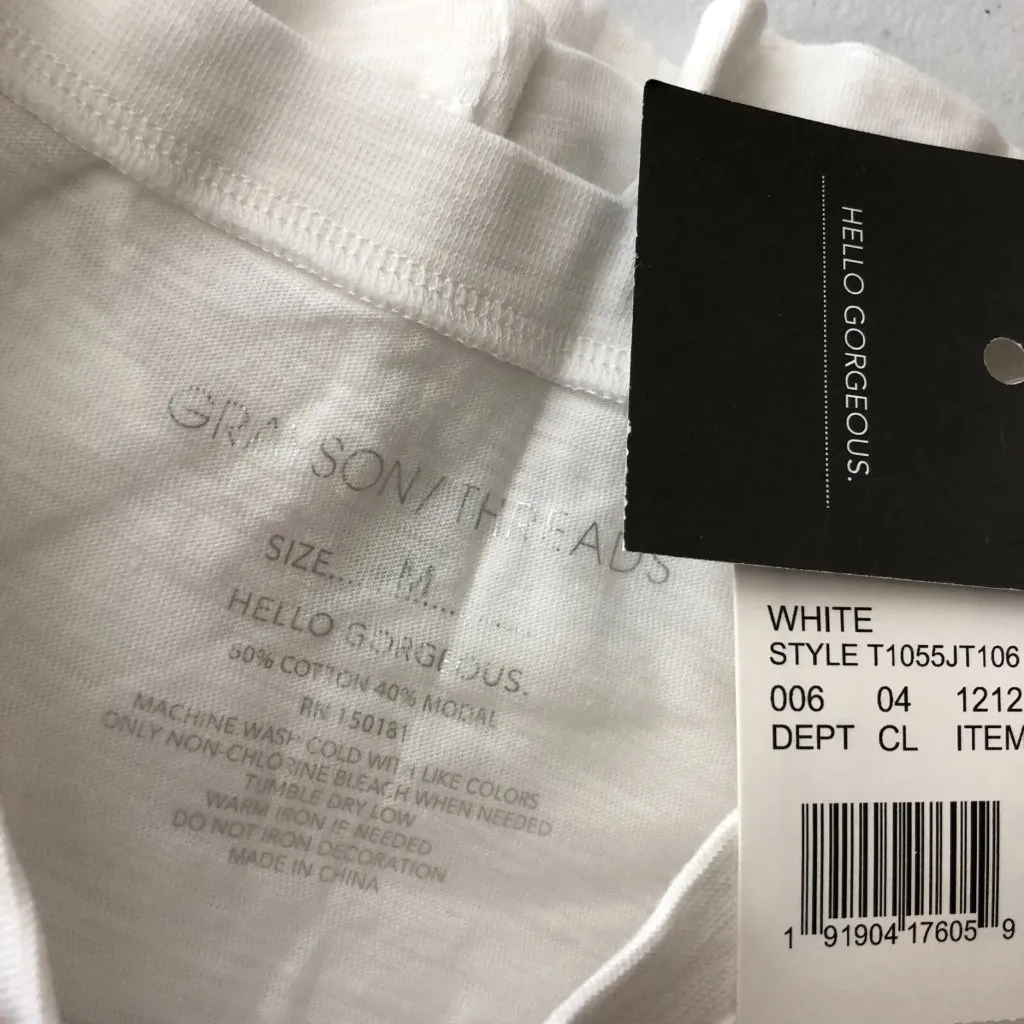 GRAYSON/THREADS
SIZE... M......
HELLO GORGEOUS.
60% COTTON 40% MODAL
RN 150181
MACHINE WASH COLD WITH LIKE COLORS
ONLY NON-CHLORINE BLEACH WHEN NEEDED
TUMBLE DRY LOW
WARM IRON IF NEEDED
DO NOT IRON DECORATION
MADE IN CHINA
HELLO GORGEOUS.
WHITE
STYLE T1055JT106
006 04 1212
DEPT CL ITEM
1 91904 17605 9